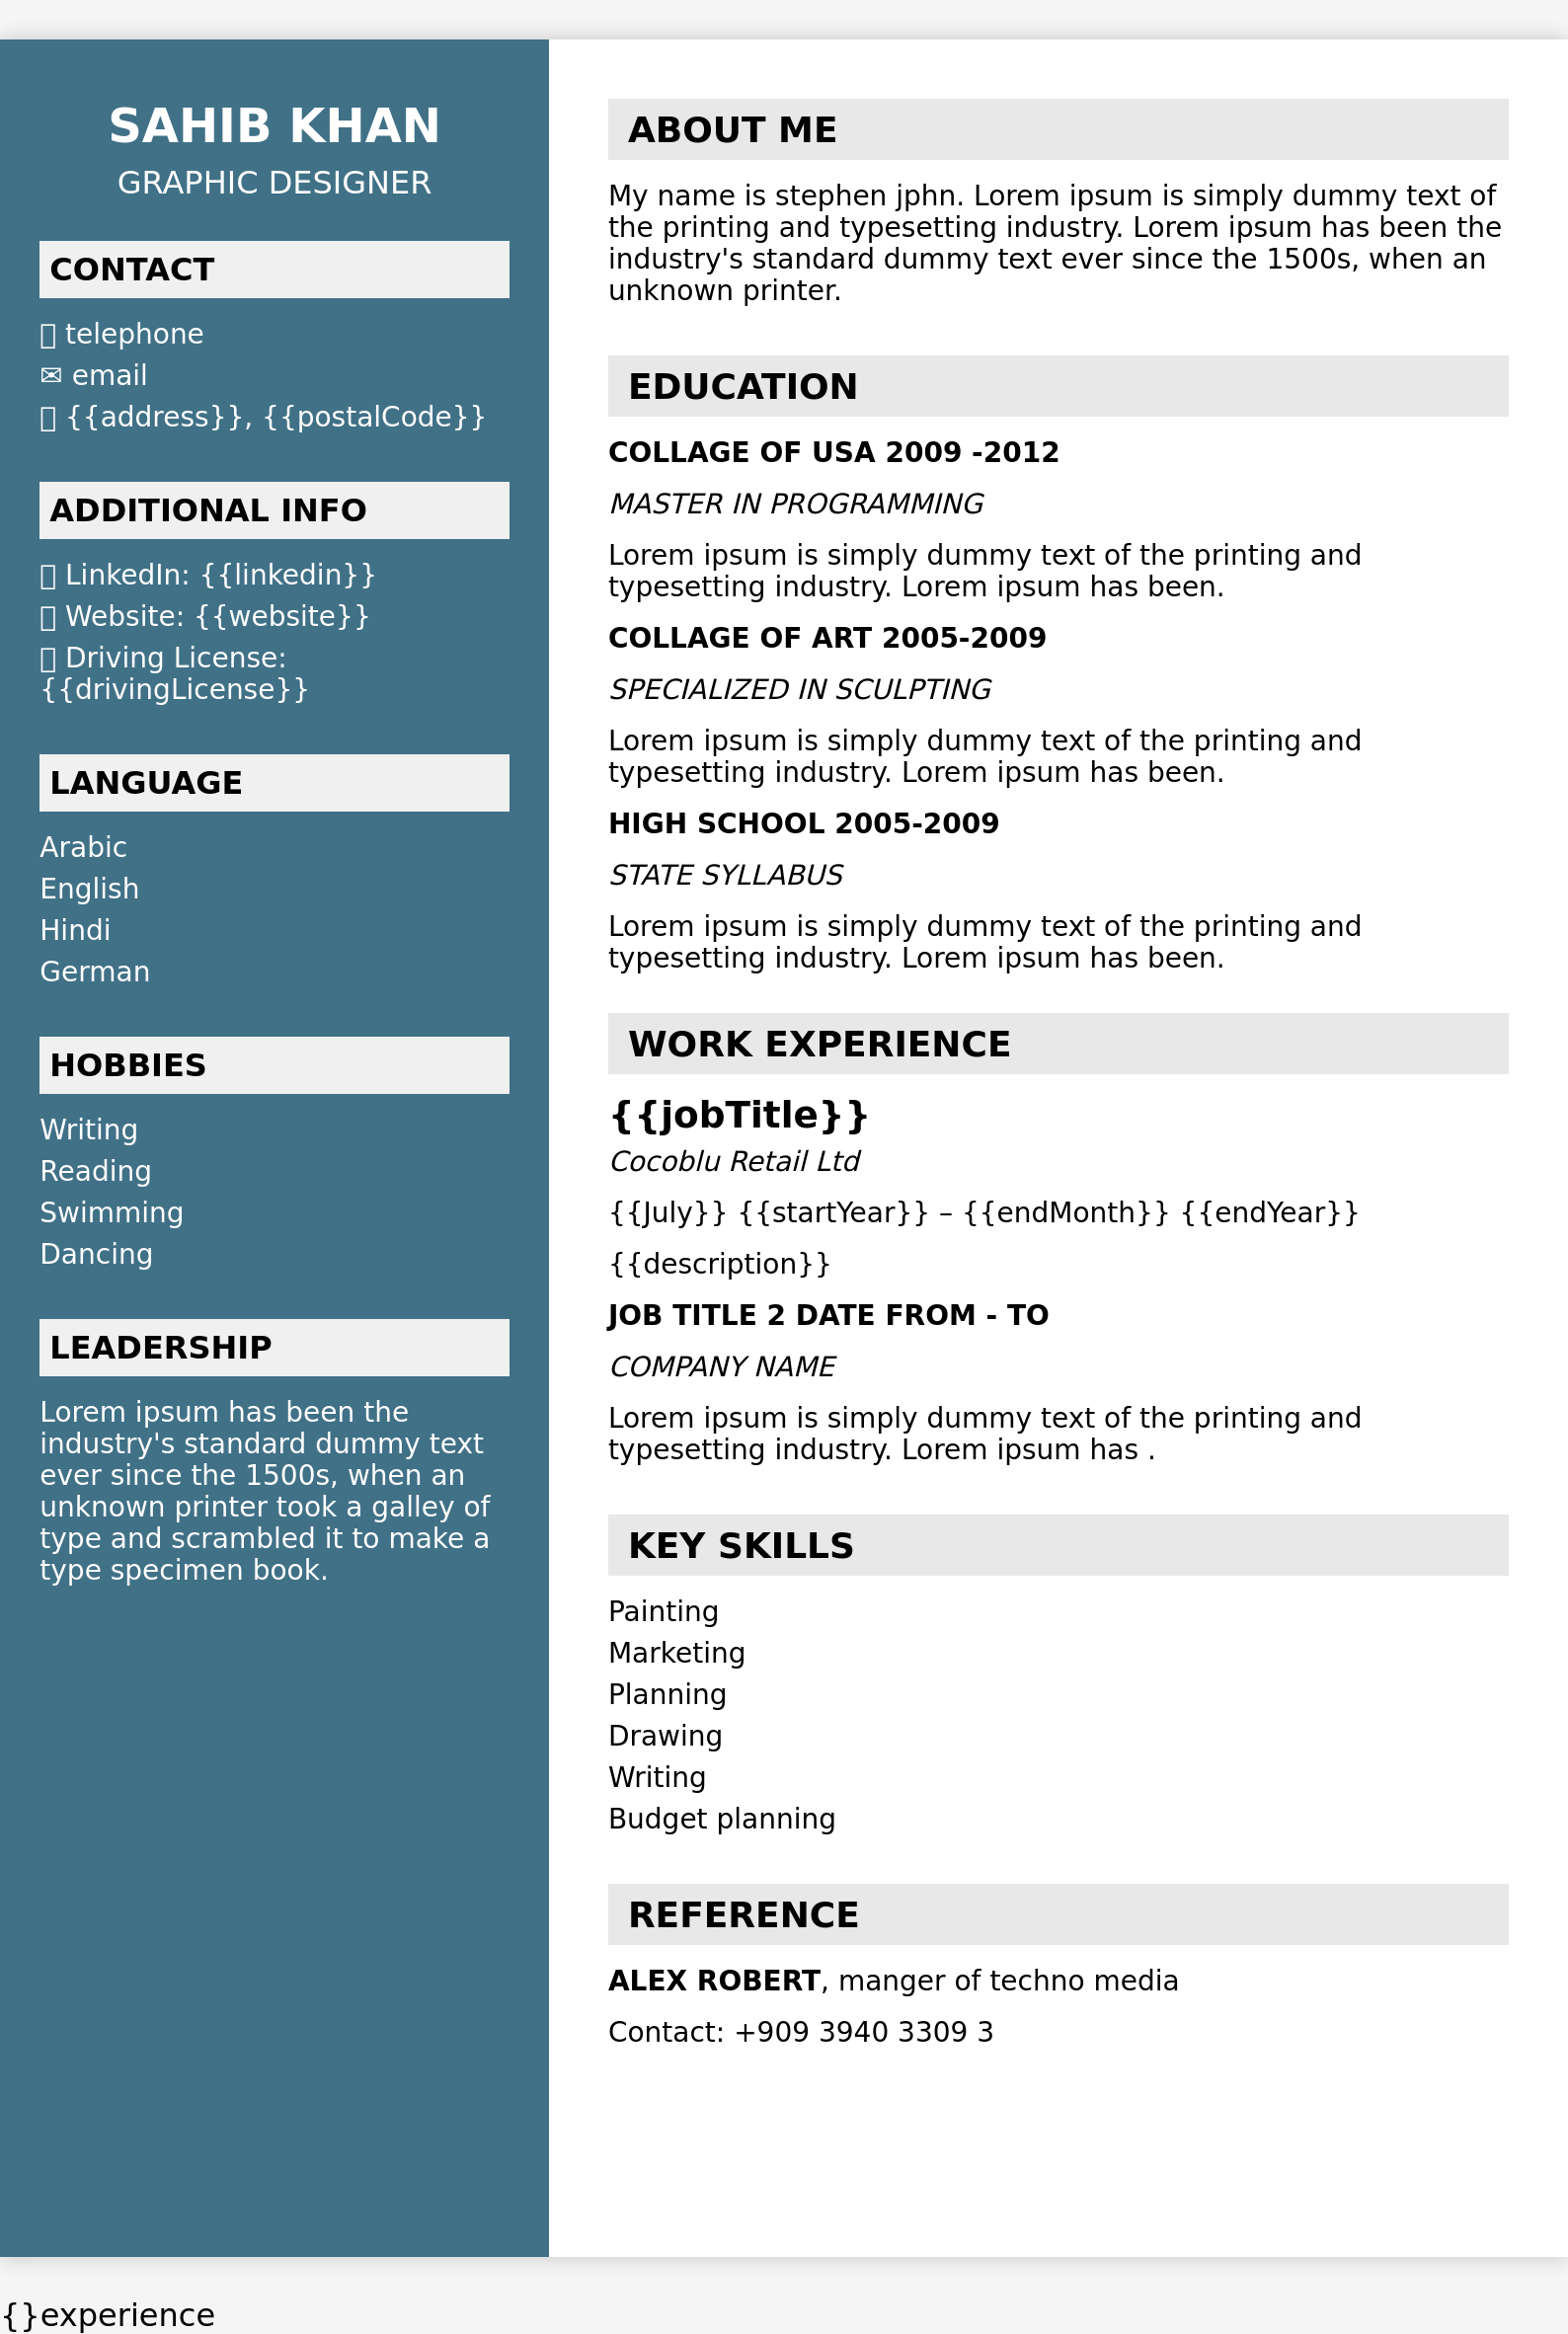 SAHIB KHAN
GRAPHIC DESIGNER
CONTACT
telephone
✉ email
{{address}}, {{postalCode}}
ADDITIONAL INFO
LinkedIn: {{linkedin}}
Website: {{website}}
Driving License:
{{drivingLicense}}
LANGUAGE
Arabic
English
Hindi
German
HOBBIES
Writing
Reading
Swimming
Dancing
LEADERSHIP
Lorem ipsum has been the
industry's standard dummy text
ever since the 1500s, when an
unknown printer took a galley of
type and scrambled it to make a
type specimen book.
ABOUT ME
My name is stephen jphn. Lorem ipsum is simply dummy text of
the printing and typesetting industry. Lorem ipsum has been the
industry's standard dummy text ever since the 1500s, when an
unknown printer.
EDUCATION
COLLAGE OF USA 2009 -2012
MASTER IN PROGRAMMING
Lorem ipsum is simply dummy text of the printing and
typesetting industry. Lorem ipsum has been.
COLLAGE OF ART 2005-2009
SPECIALIZED IN SCULPTING
Lorem ipsum is simply dummy text of the printing and
typesetting industry. Lorem ipsum has been.
HIGH SCHOOL 2005-2009
STATE SYLLABUS
Lorem ipsum is simply dummy text of the printing and
typesetting industry. Lorem ipsum has been.
WORK EXPERIENCE
{{jobTitle}}
Cocoblu Retail Ltd
{{July}} {{startYear}} – {{endMonth}} {{endYear}}
{{description}}
JOB TITLE 2 DATE FROM - TO
COMPANY NAME
Lorem ipsum is simply dummy text of the printing and
typesetting industry. Lorem ipsum has .
KEY SKILLS
Painting
Marketing
Planning
Drawing
Writing
Budget planning
REFERENCE
ALEX ROBERT, manger of techno media
Contact: +909 3940 3309 3
{}experience